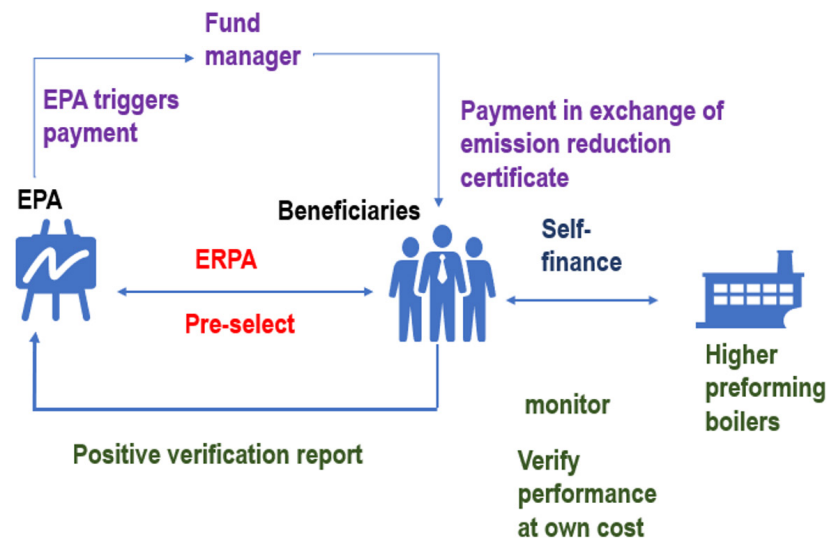 Fund
manager
EPA triggers
payment
Payment in exchange of
emission reduction
certificate
EPA
Beneficiaries
ERPA
Pre-select
Self-
finance
Higher
preforming
boilers
monitor
Positive verification report
Verify
performance
at own cost